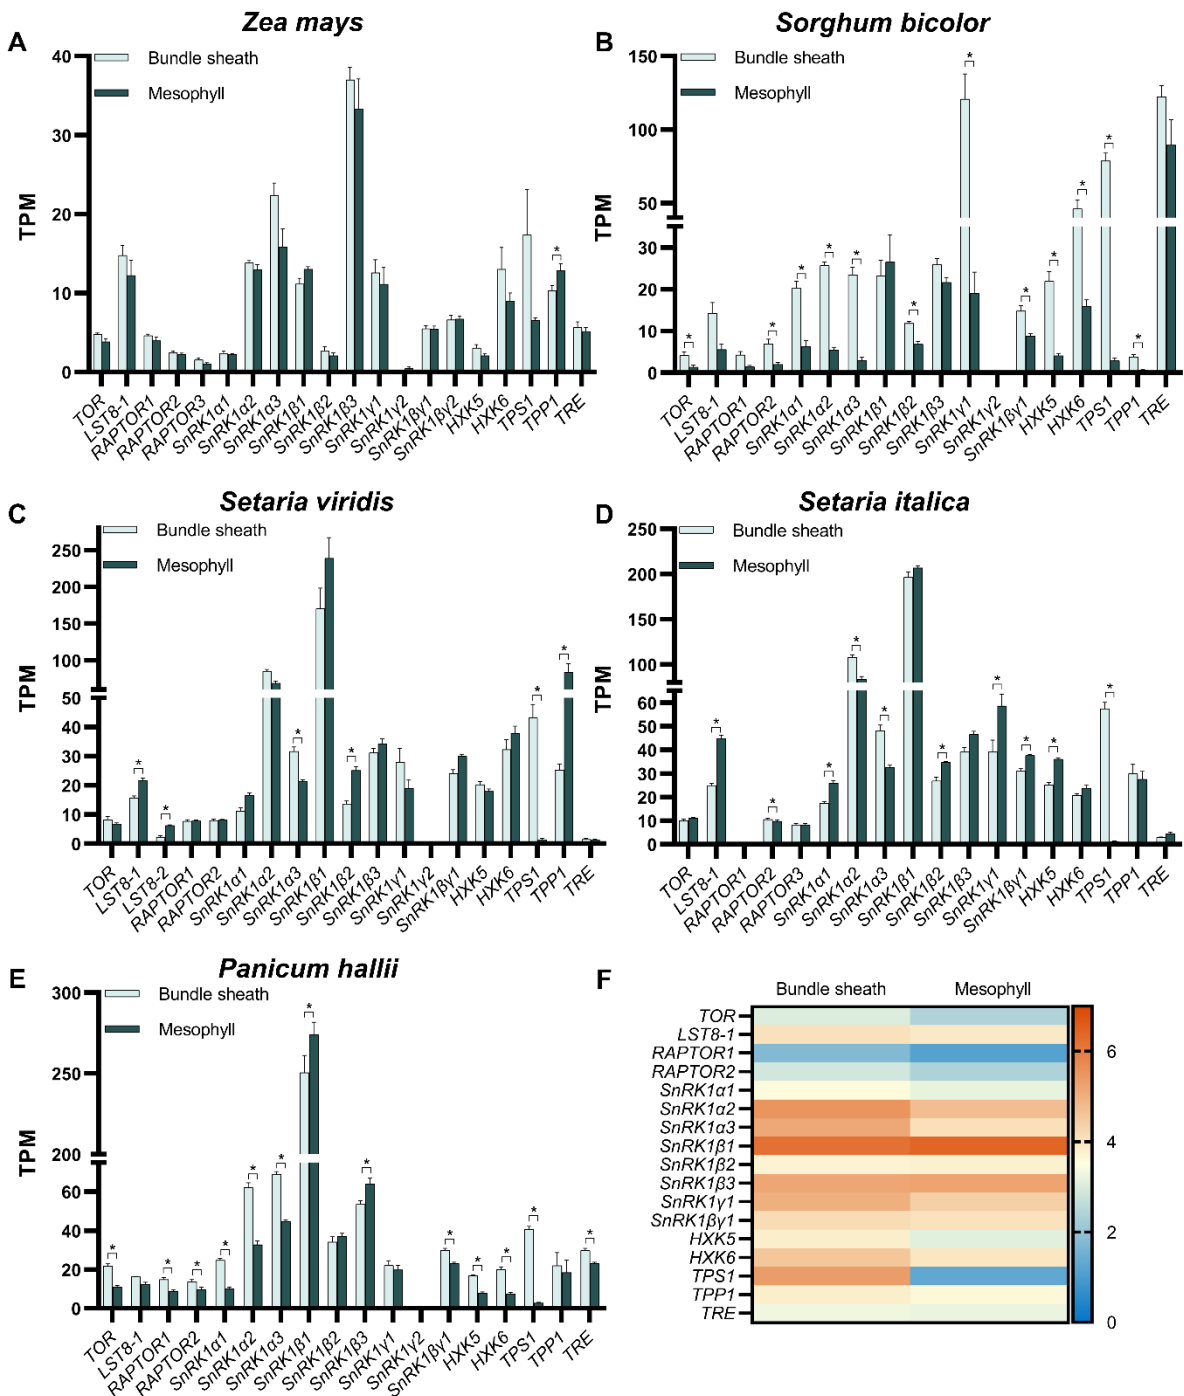 Zea mays
A
Bundle sheath
Mesophyll
TPM
40
30
20
10
0
TOR
LST8-1
RAPTOR1
RAPTOR2
RAPTOR3
SnRK1α1
SnRK1α2
SnRK1α3
SnRK1β1
SnRK1β2
SnRK1β3
SnRK1γ1
SnRK1γ2
SnRK1βγ1
SnRK1βγ2
HXK5
HXK6
TPS1
TPP1
TRE
*
Sorghum bicolor
B
Bundle sheath
Mesophyll
TPM
150
100
50
30
20
10
0
TOR
LST8-1
RAPTOR1
RAPTOR2
SnRK1α1
SnRK1α2
SnRK1α3
SnRK1β1
SnRK1β2
SnRK1β3
SnRK1γ1
SnRK1γ2
SnRK1βγ1
HXK5
HXK6
TPS1
TPP1
TRE
* * * * * * * * * * * *
Setaria viridis
C
Bundle sheath
Mesophyll
TPM
250
200
150
100
50
40
30
20
10
0
TOR
LST8-1
LST8-2
RAPTOR1
RAPTOR2
SnRK1α1
SnRK1α2
SnRK1α3
SnRK1β1
SnRK1β2
SnRK1β3
SnRK1γ1
SnRK1γ2
SnRK1βγ1
HXK5
HXK6
TPS1
TPP1
TRE
* * * * * *
Setaria italica
D
Bundle sheath
Mesophyll
TPM
250
200
150
100
60
50
40
30
20
10
0
TOR
LST8-1
RAPTOR1
RAPTOR2
RAPTOR3
SnRK1α1
SnRK1α2
SnRK1α3
SnRK1β1
SnRK1β2
SnRK1β3
SnRK1γ1
SnRK1βγ1
HXK5
HXK6
TPS1
TPP1
TRE
* * * * * * * * * *
Panicum hallii
E
Bundle sheath
Mesophyll
TPM
300
250
200
60
40
20
0
TOR
LST8-1
RAPTOR1
RAPTOR2
SnRK1α1
SnRK1α2
SnRK1α3
SnRK1β1
SnRK1β2
SnRK1β3
SnRK1γ1
SnRK1γ2
SnRK1βγ1
HXK5
HXK6
TPS1
TPP1
TRE
* * * * * * * * * * * * *
F
Bundle sheath
Mesophyll
TOR
LST8-1
RAPTOR1
RAPTOR2
SnRK1α1
SnRK1α2
SnRK1α3
SnRK1β1
SnRK1β2
SnRK1β3
SnRK1γ1
SnRK1βγ1
HXK5
HXK6
TPS1
TPP1
TRE
6
4
2
0